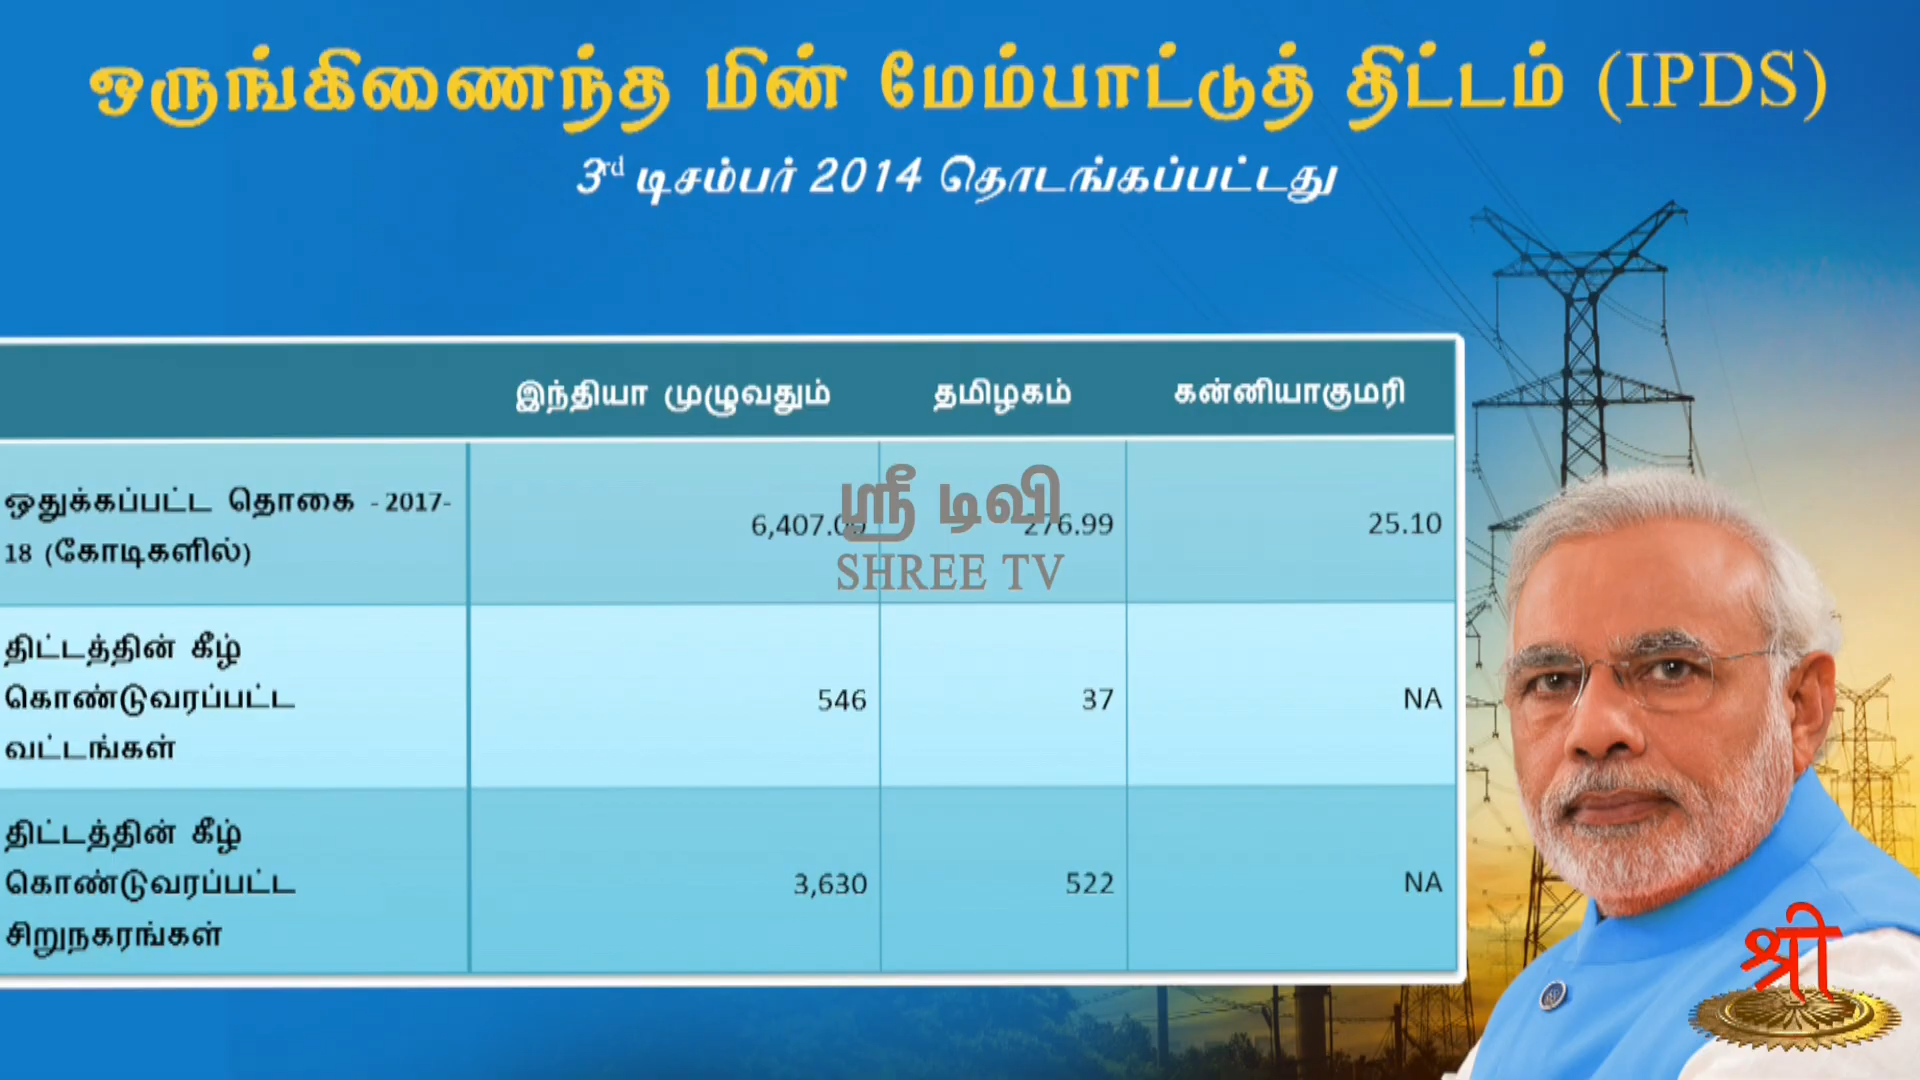 ஒருங்கிணைந்த மின் மேம்பாட்டுத் திட்டம் (IPDS)
3rd டிசம்பர் 2014 தொடங்கப்பட்டது
இந்தியா முழுவதும் தமிழகம் கன்னியாகுமரி
ஒதுக்கப்பட்ட தொகை - 2017-
18 (கோடிகளில்)
276.99 25.10
ஸ்ரீ டிவி
SHREE TV
திட்டத்தின் கீழ்
கொண்டுவரப்பட்ட
வட்டங்கள்
546 37 NA
திட்டத்தின் கீழ்
கொண்டுவரப்பட்ட
சிறுநகரங்கள்
3,630 522 NA
श्री